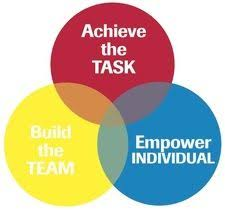 Achieve
the
TASK
Build
the
TEAM
Empower
INDIVIDUAL